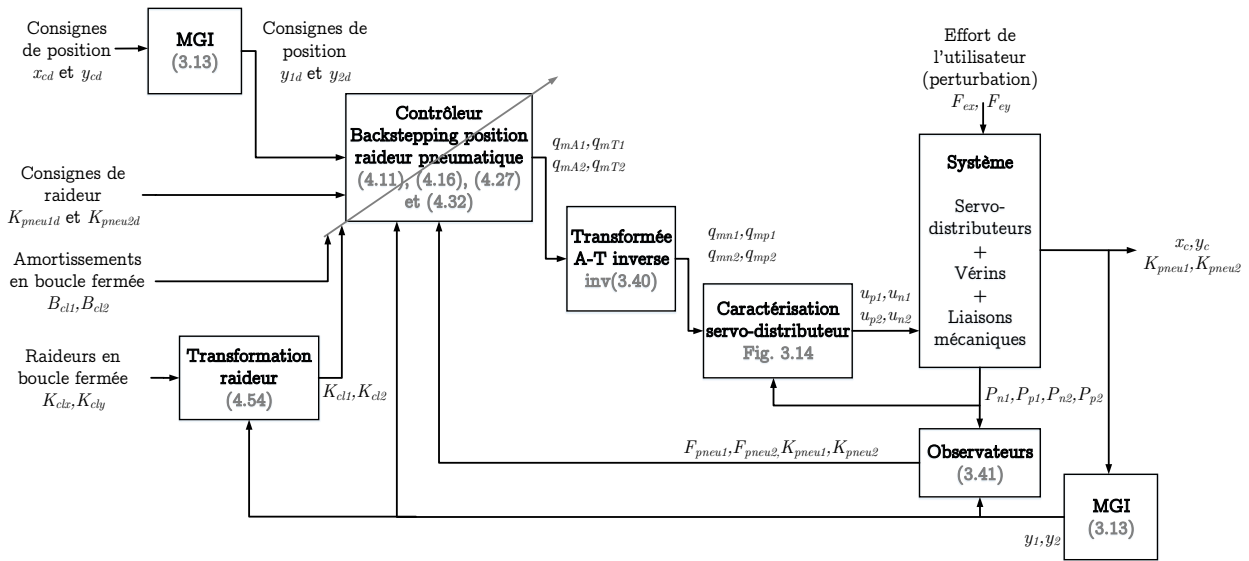 Consignes
de position
x_cd et y_cd
MGI
(3.13)
Consignes de
position
y_1d et y_2d
Effort de
l'utilisateur
(perturbation)
F_ex, F_ey
Contrôleur
Backstepping position
raideur pneumatique
(4.11), (4.16), (4.27)
et (4.32)
q_mA1,q_mT1
q_mA2,q_mT2
Consignes de
raideur
K_pneu1d et K_pneu2d
Amortissements
en boucle fermée
B_cl1,B_cl2
Transformée
A-T inverse
inv(3.40)
q_mn1,q_mp1
q_mn2,q_mp2
Caractérisation
servo-distributeur
Fig. 3.14
u_p1,u_n1
u_p2,u_n2
Système
Servo-
distributeurs
+
Vérins
+
Liaisons
mécaniques
x_c,y_c
K_pneu1,K_pneu2
Raideurs en
boucle fermée
K_clx,K_cly
Transformation
raideur
(4.54)
K_cl1,K_cl2
P_n1,P_p1,P_n2,P_p2
F_pneu1,F_pneu2,K_pneu1,K_pneu2
Observateurs
(3.41)
MGI
(3.13)
y_1,y_2